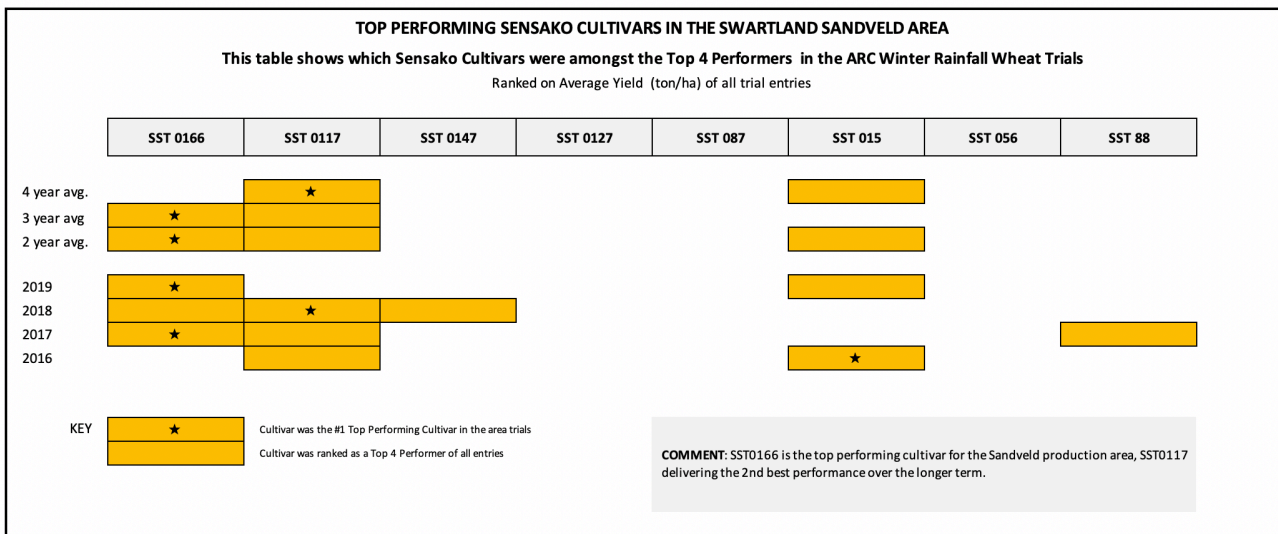 TOP PERFORMING SENSAKO CULTIVARS IN THE SWARTLAND SANDVELD AREA
This table shows which Sensako Cultivars were amongst the Top 4 Performers in the ARC Winter Rainfall Wheat Trials
Ranked on Average Yield (ton/ha) of all trial entries
SST 0166 SST 0117 SST 0147 SST 0127 SST 087 SST 015 SST 056 SST 88
4 year avg. ★
3 year avg ★
2 year avg. ★
2019 ★
2018 ★
2017 ★
2016 ★
KEY ★ Cultivar was the #1 Top Performing Cultivar in the area trials
Cultivar was ranked as a Top 4 Performer of all entries
COMMENT: SST0166 is the top performing cultivar for the Sandveld production area, SST0117
delivering the 2nd best performance over the longer term.